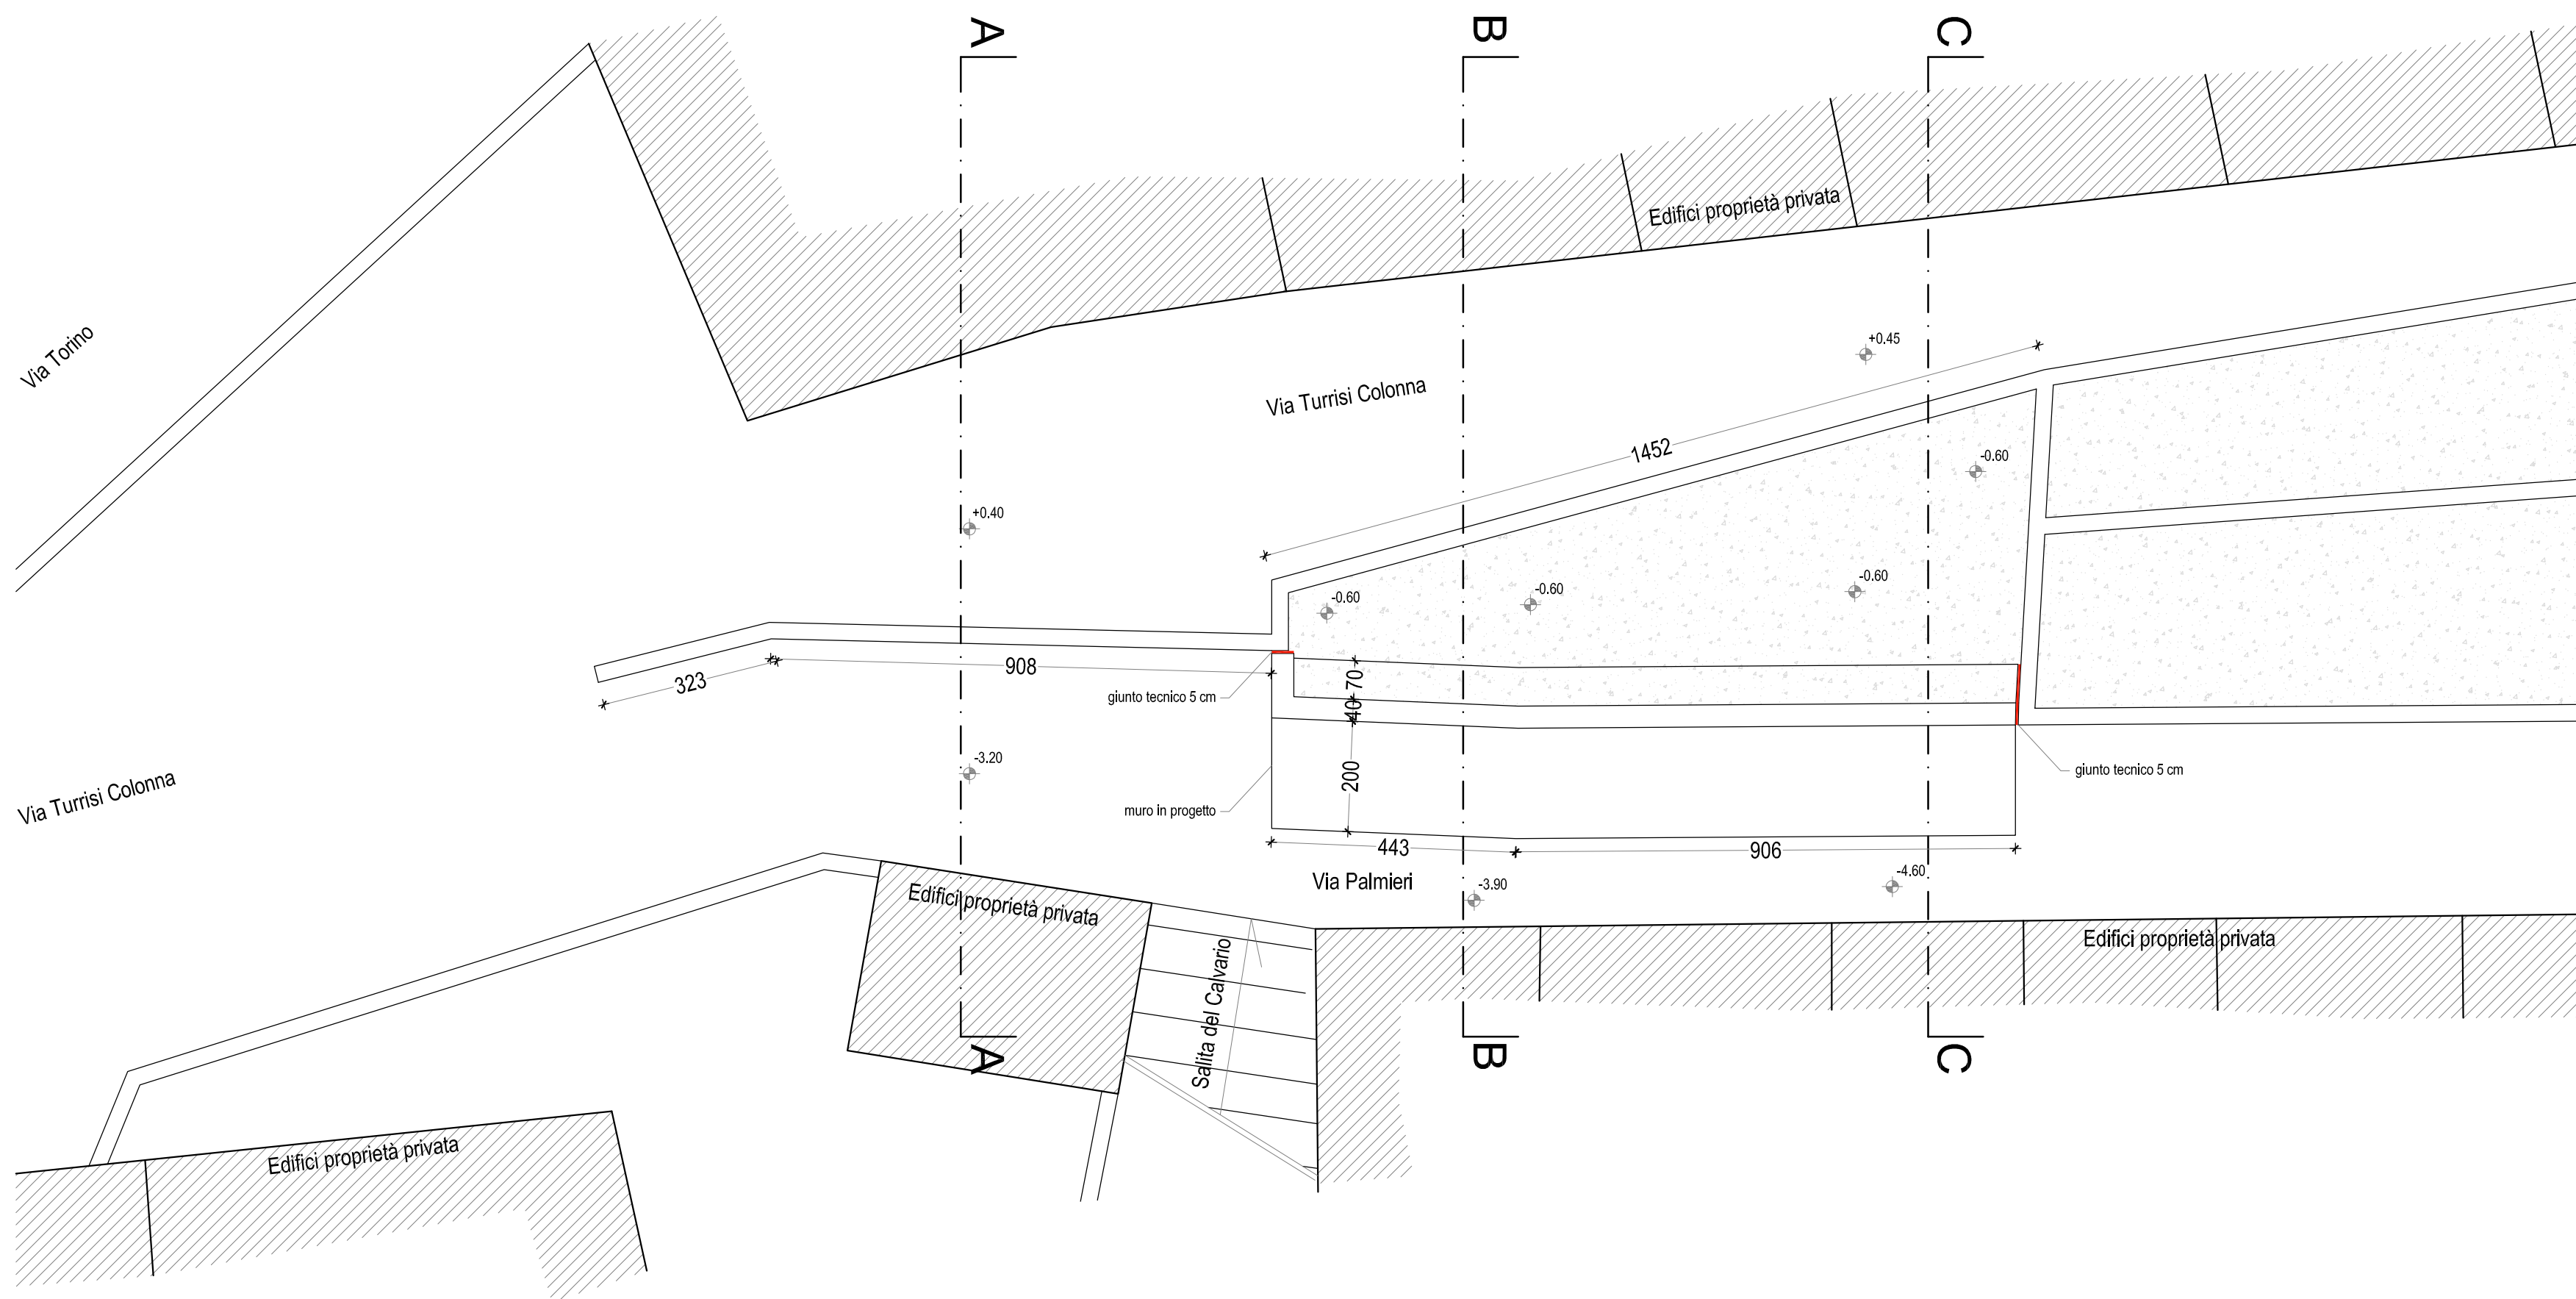 A
B
C
Edifici proprietà privata
Via Torino
+0.45
Via Turrisi Colonna
1452
-0.60
+0.40
-0.60
-0.60
-0.60
908
323
70
giunto tecnico 5 cm
40
-3.20
200
giunto tecnico 5 cm
Via Turrisi Colonna
muro in progetto
443
906
-4.60
Via Palmieri
-3.90
Edifici proprietà privata
Edifici proprietà privata
Salita del Calvario
A
B
C
Edifici proprietà privata